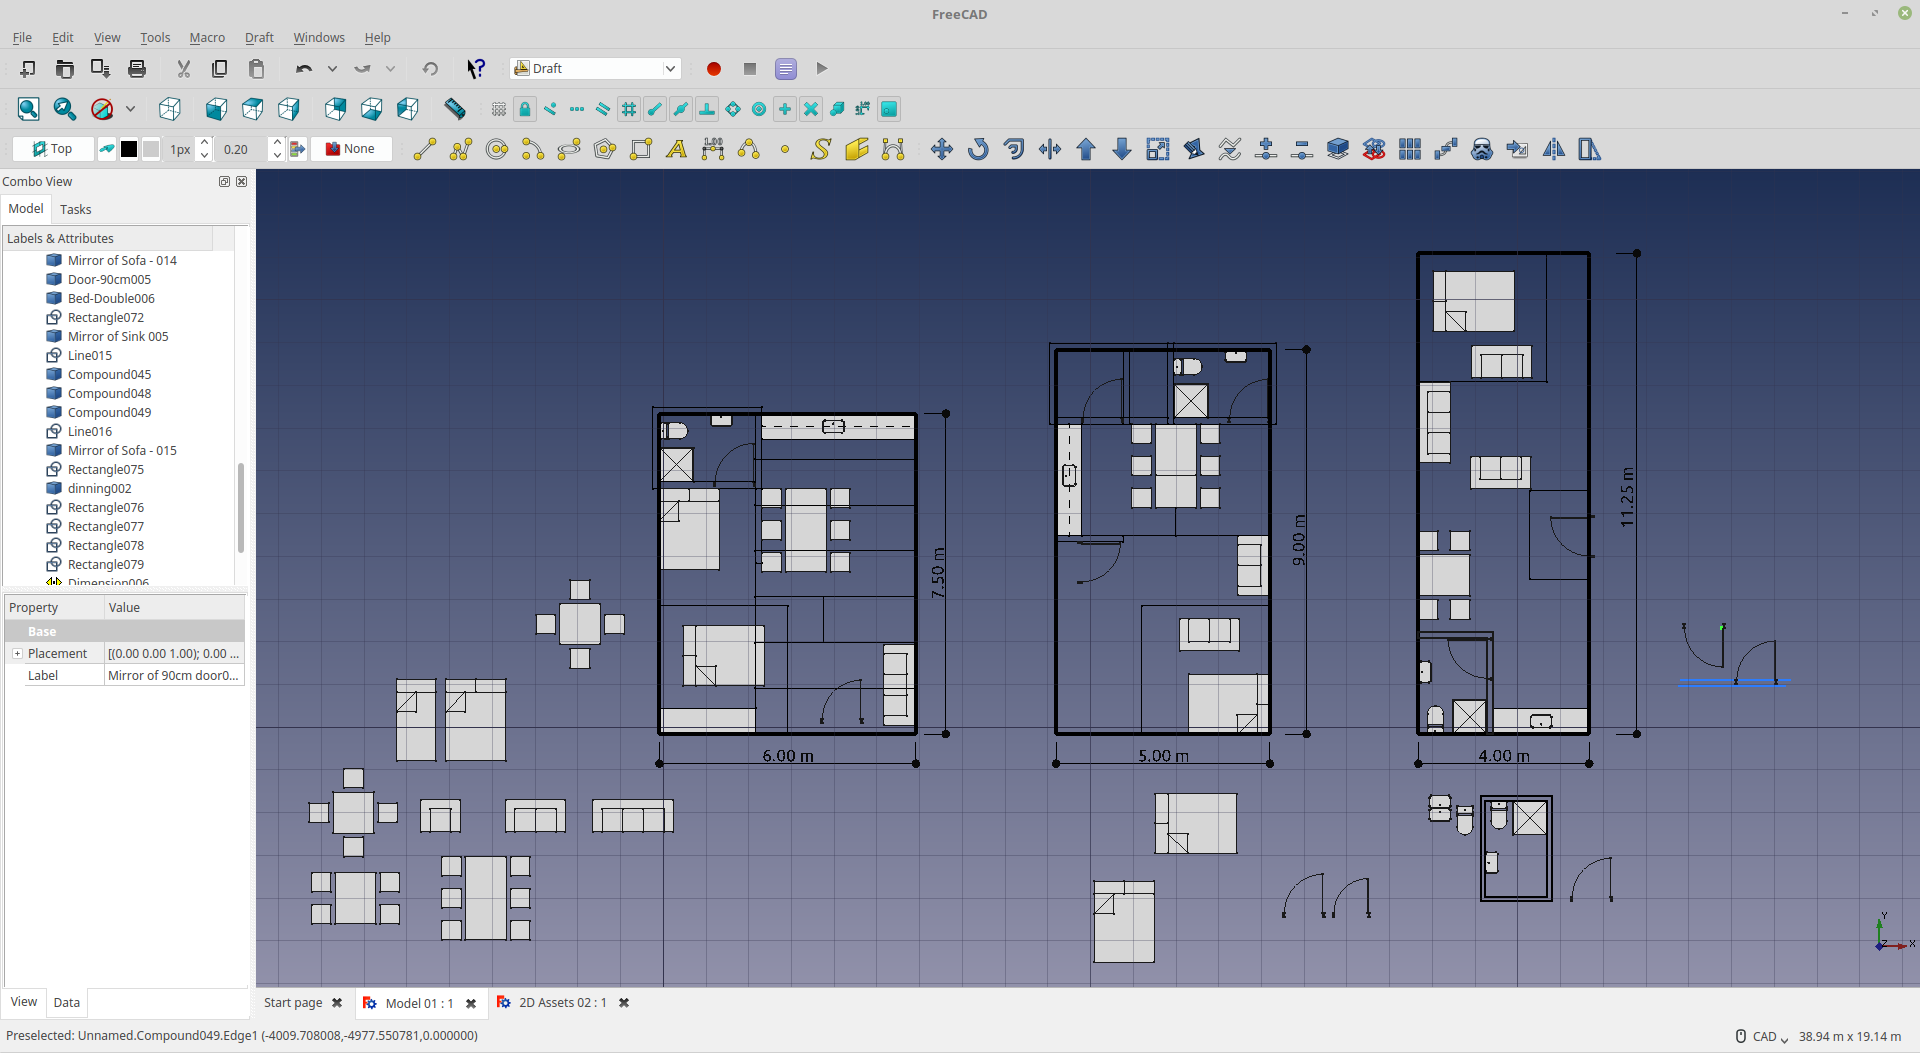 FreeCAD
File Edit View Tools Macro Draft Windows Help
Draft
Top 1px 0.20 None
Combo View
Model Tasks
Labels & Attributes
Mirror of Sofa - 014
Door-90cm005
Bed-Double006
Rectangle072
Mirror of Sink 005
Line015
Compound045
Compound048
Compound049
Line016
Mirror of Sofa - 015
Rectangle075
dinning002
Rectangle076
Rectangle077
Rectangle078
Rectangle079
Dimension006
Property Value
Base
Placement [(0.00 0.00 1.00); 0.00 ...
Label Mirror of 90cm door0...
7.50 m
6.00 m
9.00 m
5.00 m
11.25 m
4.00 m
Y
Z
X
View Data
Start page Model 01 : 1 2D Assets 02 : 1
Preselected: Unnamed.Compound049.Edge1 (-4009.708008,-4977.550781,0.000000)
CAD 38.94 m x 19.14 m